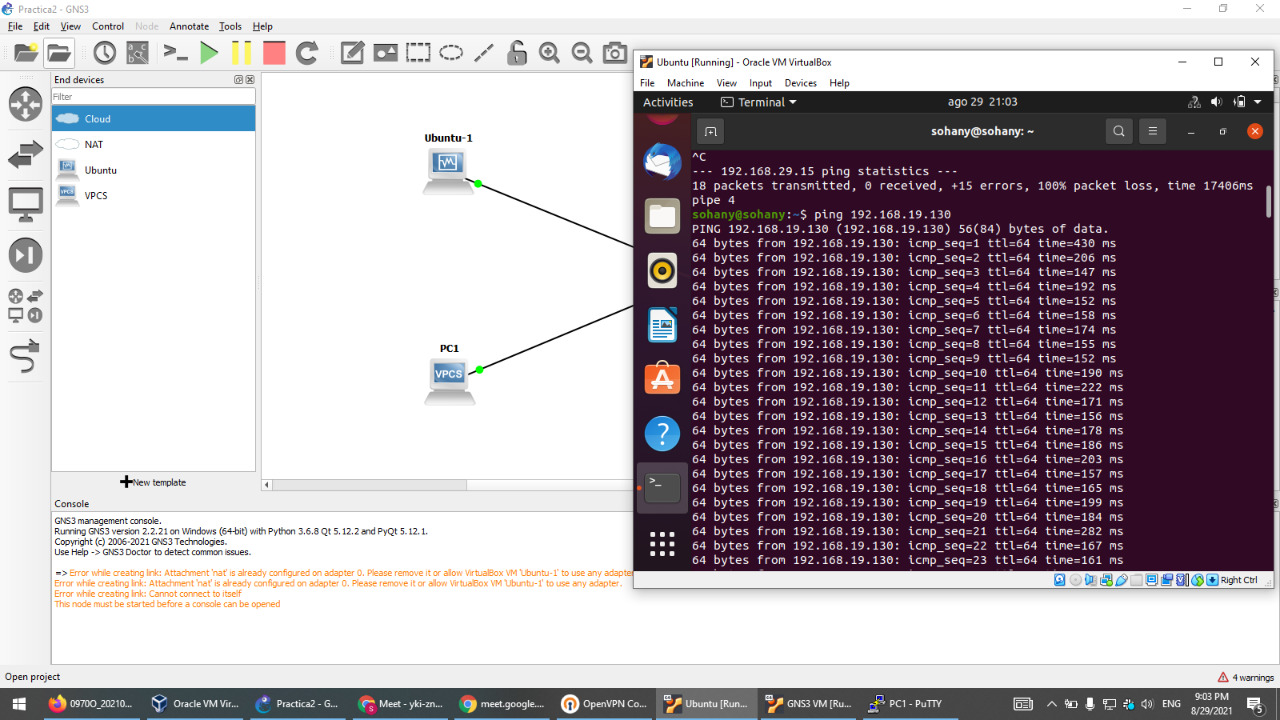 Practica2 - GNS3
File Edit View Control Node Annotate Tools Help
End devices
Filter
Cloud
NAT
Ubuntu
VPCS
New template
Ubuntu-1
PC1
VPCS
Console
GNS3 management console.
Running GNS3 version 2.2.21 on Windows (64-bit) with Python 3.6.8 Qt 5.12.2 and PyQt 5.12.1.
Copyright (c) 2006-2021 GNS3 Technologies.
Use Help -> GNS3 Doctor to detect common issues.
=> Error while creating link: Attachment 'nat' is already configured on adapter 0. Please remove it or allow VirtualBox VM 'Ubuntu-1' to use any adapte
Error while creating link: Attachment 'nat' is already configured on adapter 0. Please remove it or allow VirtualBox VM 'Ubuntu-1' to use any adapter.
Error while creating link: Cannot connect to itself
This node must be started before a console can be opened
Open project
4 warnings
Ubuntu [Running] - Oracle VM VirtualBox
File Machine View Input Devices Help
Activities Terminal ago 29 21:03
sohany@sohany: ~
^C
--- 192.168.29.15 ping statistics ---
18 packets transmitted, 0 received, +15 errors, 100% packet loss, time 17406ms
pipe 4
sohany@sohany:~$ ping 192.168.19.130
PING 192.168.19.130 (192.168.19.130) 56(84) bytes of data.
64 bytes from 192.168.19.130: icmp_seq=1 ttl=64 time=430 ms
64 bytes from 192.168.19.130: icmp_seq=2 ttl=64 time=206 ms
64 bytes from 192.168.19.130: icmp_seq=3 ttl=64 time=147 ms
64 bytes from 192.168.19.130: icmp_seq=4 ttl=64 time=192 ms
64 bytes from 192.168.19.130: icmp_seq=5 ttl=64 time=152 ms
64 bytes from 192.168.19.130: icmp_seq=6 ttl=64 time=158 ms
64 bytes from 192.168.19.130: icmp_seq=7 ttl=64 time=174 ms
64 bytes from 192.168.19.130: icmp_seq=8 ttl=64 time=155 ms
64 bytes from 192.168.19.130: icmp_seq=9 ttl=64 time=152 ms
64 bytes from 192.168.19.130: icmp_seq=10 ttl=64 time=190 ms
64 bytes from 192.168.19.130: icmp_seq=11 ttl=64 time=222 ms
64 bytes from 192.168.19.130: icmp_seq=12 ttl=64 time=171 ms
64 bytes from 192.168.19.130: icmp_seq=13 ttl=64 time=156 ms
64 bytes from 192.168.19.130: icmp_seq=14 ttl=64 time=178 ms
64 bytes from 192.168.19.130: icmp_seq=15 ttl=64 time=186 ms
64 bytes from 192.168.19.130: icmp_seq=16 ttl=64 time=203 ms
64 bytes from 192.168.19.130: icmp_seq=17 ttl=64 time=157 ms
64 bytes from 192.168.19.130: icmp_seq=18 ttl=64 time=165 ms
64 bytes from 192.168.19.130: icmp_seq=19 ttl=64 time=199 ms
64 bytes from 192.168.19.130: icmp_seq=20 ttl=64 time=184 ms
64 bytes from 192.168.19.130: icmp_seq=21 ttl=64 time=282 ms
64 bytes from 192.168.19.130: icmp_seq=22 ttl=64 time=167 ms
64 bytes from 192.168.19.130: icmp_seq=23 ttl=64 time=161 ms
Right Ctrl
0970O_20210... Oracle VM Vir... Practica2 - G... Meet - yki-zn... meet.google.... OpenVPN Co... Ubuntu [Run... GNS3 VM [Ru... PC1 - PuTTY
ENG
9:03 PM
8/29/2021
5